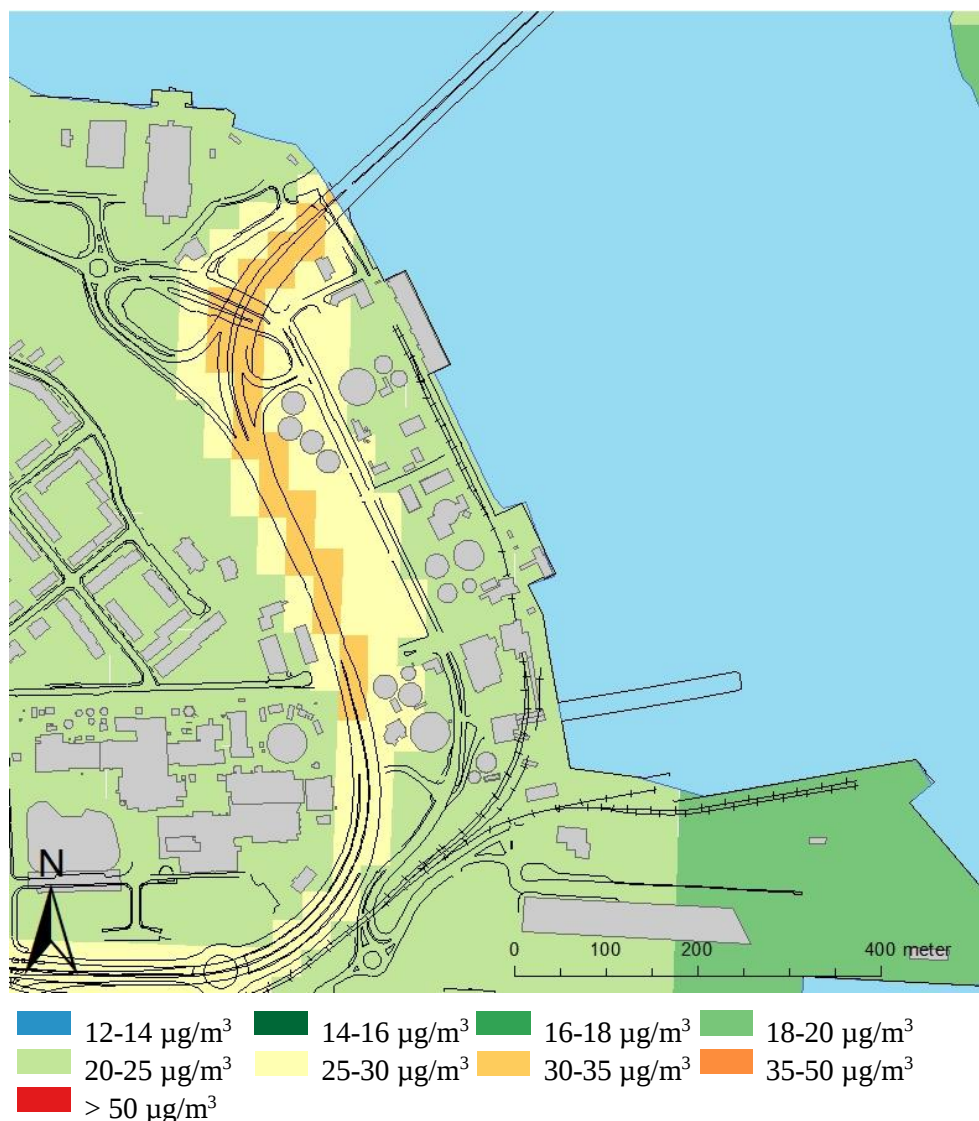 N
0 100 200 400 meter
12-14 µg/m³ 14-16 µg/m³ 16-18 µg/m³ 18-20 µg/m³
20-25 µg/m³ 25-30 µg/m³ 30-35 µg/m³ 35-50 µg/m³
> 50 µg/m³